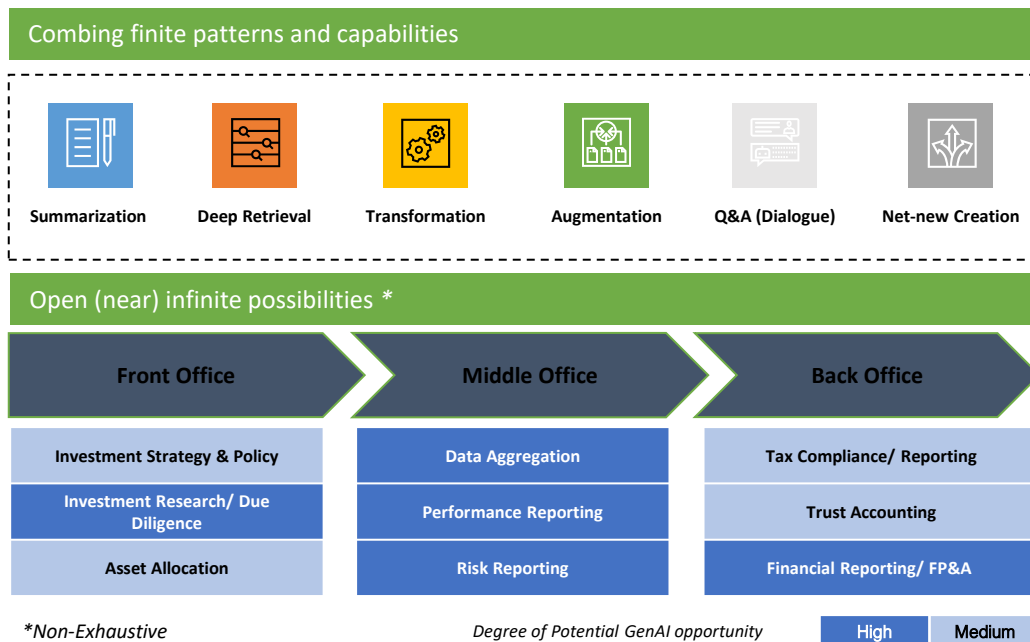 Combing finite patterns and capabilities
Summarization
Deep Retrieval
Transformation
Augmentation
Q&A (Dialogue)
Net-new Creation
Open (near) infinite possibilities *
Front Office
Middle Office
Back Office
Investment Strategy & Policy
Data Aggregation
Tax Compliance/ Reporting
Investment Research/ Due
Diligence
Performance Reporting
Trust Accounting
Asset Allocation
Risk Reporting
Financial Reporting/ FP&A
*Non-Exhaustive
Degree of Potential GenAI opportunity
High
Medium